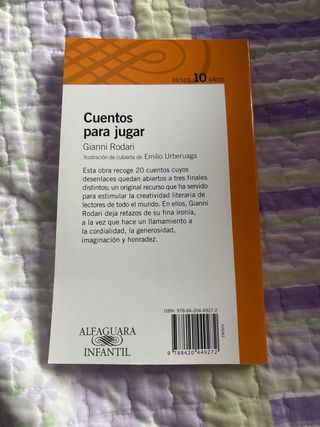 DESDE 10 AÑOS
Cuentos
para jugar
Gianni Rodari
Ilustración de cubierta de Emilio Urberuaga
Esta obra recoge 20 cuentos cuyos
desenlaces quedan abiertos a tres finales
distintos; un original recurso que ha servido
para estimular la creatividad literaria de
lectores de todo el mundo. En ellos, Gianni
Rodari deja retazos de su fina ironía,
a la vez que hace un llamamiento a
la cordialidad, la generosidad,
imaginación y honradez.
ALFAGUARA
INFANTIL
ISBN: 978-84-204-4927-2
9 788420 449272